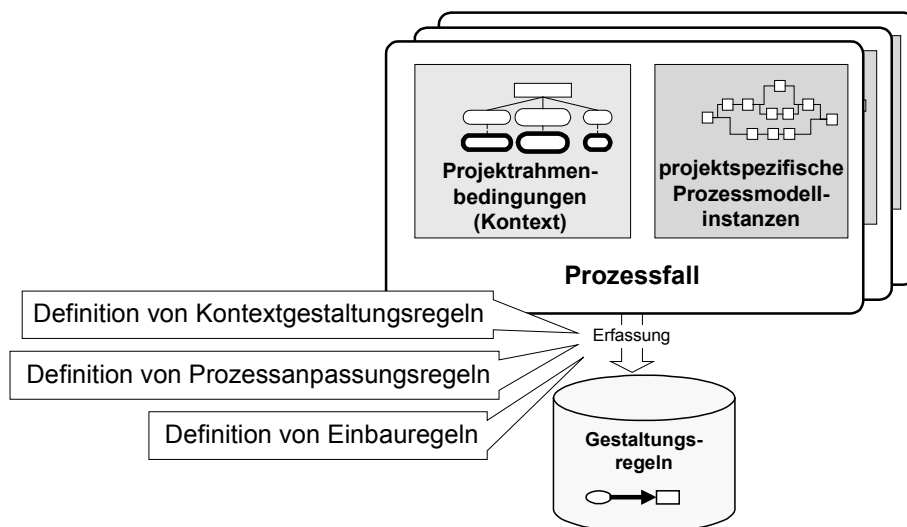 Projektrahmen-
bedingungen
(Kontext)
projektspezifische
Prozessmodell-
instanzen
Prozessfall
Definition von Kontextgestaltungsregeln
Erfassung
Definition von Prozessanpassungsregeln
Definition von Einbauregeln
Gestaltungs-
regeln